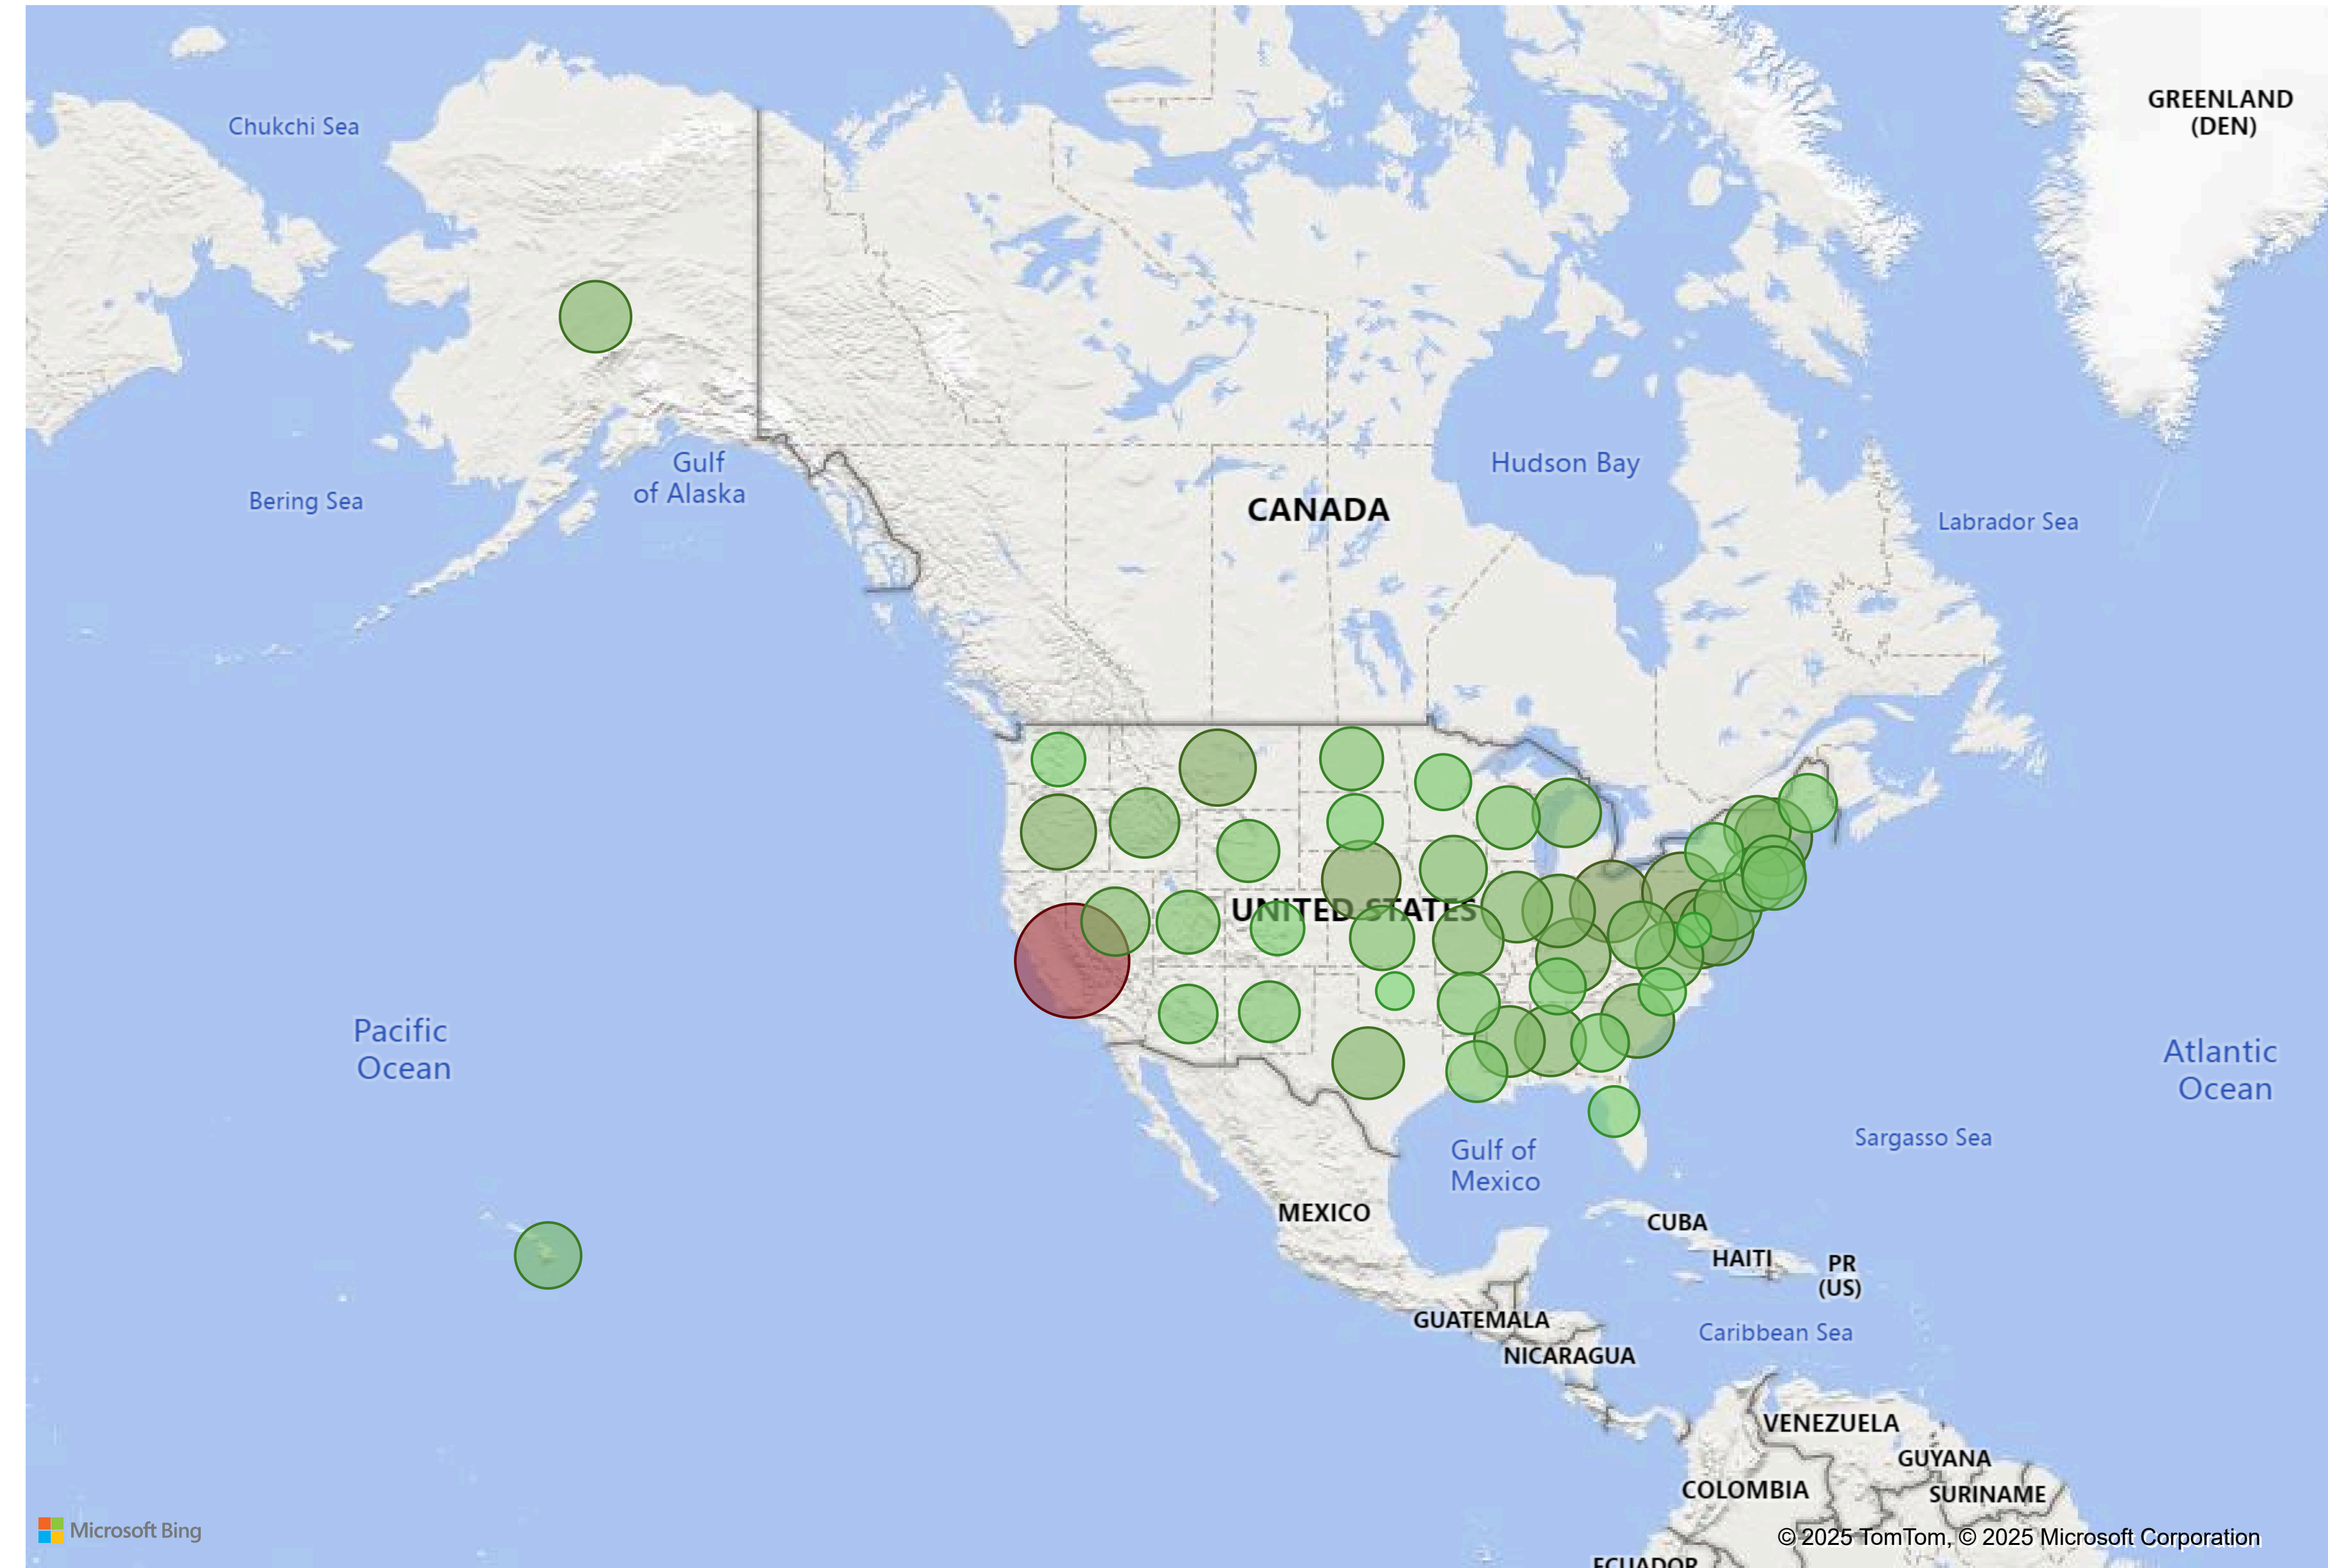 GREENLAND
(DEN)
Chukchi Sea
Gulf
of Alaska
Bering Sea
Hudson Bay
CANADA
Labrador Sea
UNITED STATES
Pacific
Ocean
Atlantic
Ocean
Sargasso Sea
Gulf of
Mexico
MEXICO
CUBA
HAITI
PR
(US)
GUATEMALA
Caribbean Sea
NICARAGUA
VENEZUELA
GUYANA
COLOMBIA
SURINAME
Microsoft Bing
© 2025 TomTom, © 2025 Microsoft Corporation
ECUADOR